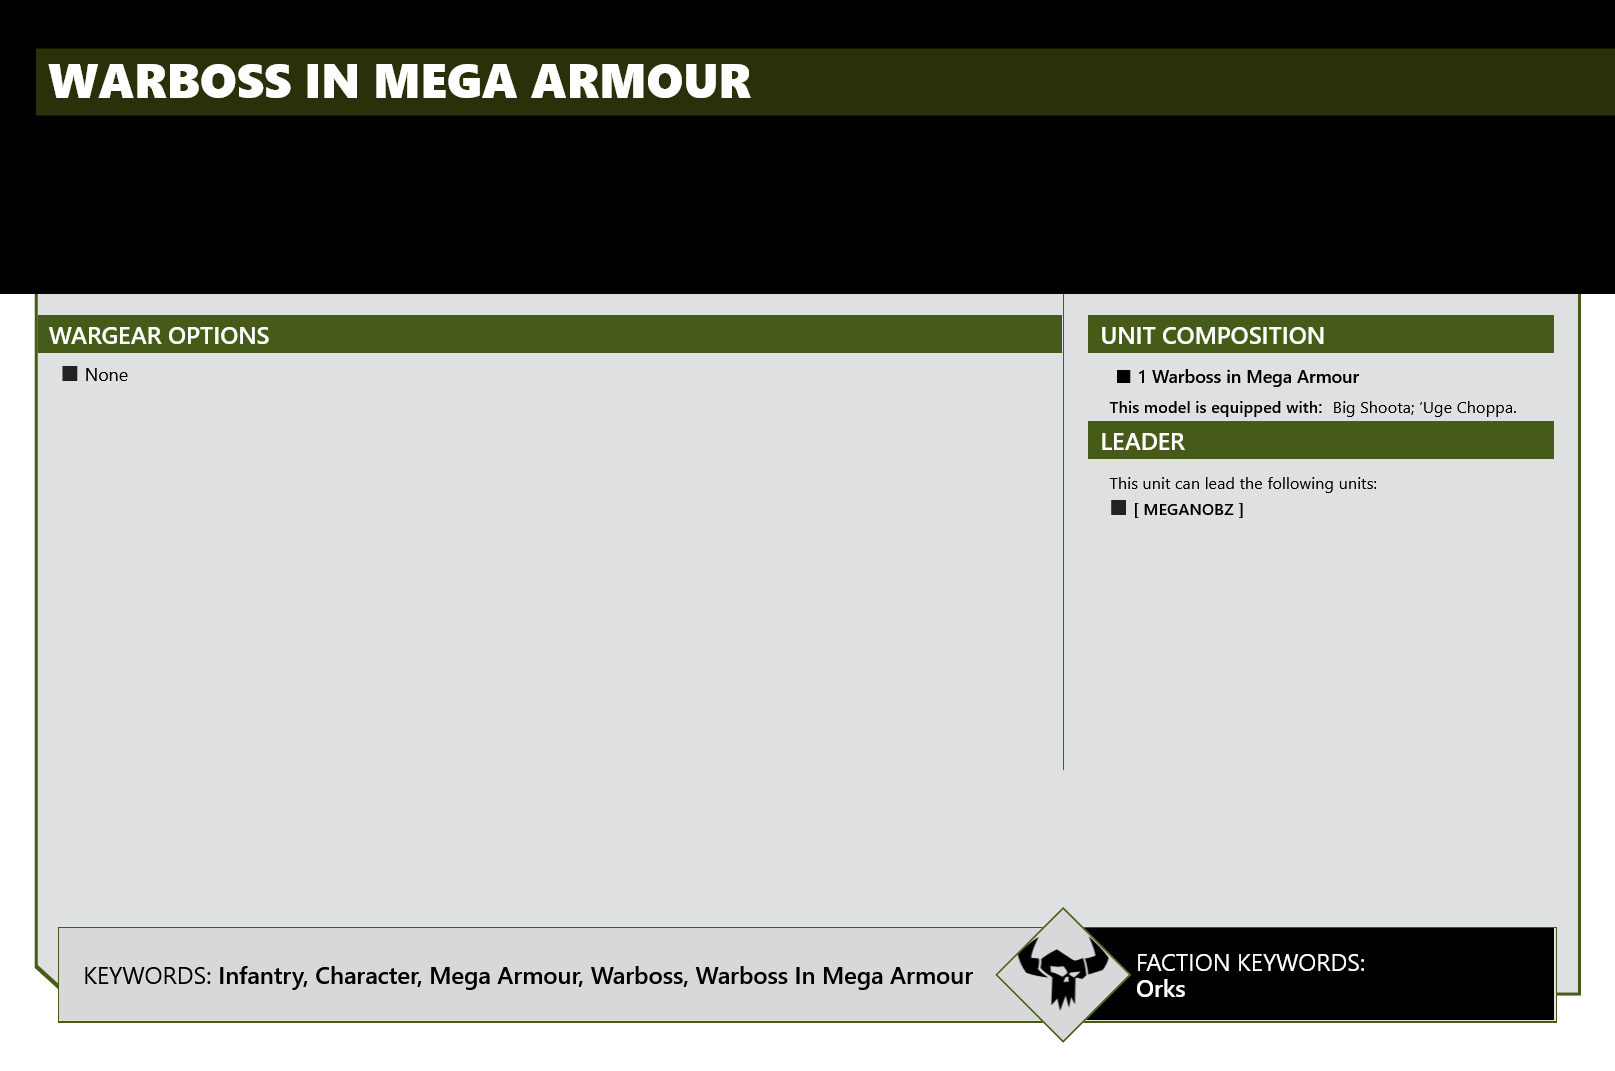 WARBOSS IN MEGA ARMOUR
WARGEAR OPTIONS
None
UNIT COMPOSITION
1 Warboss in Mega Armour
This model is equipped with: Big Shoota; ‘Uge Choppa.
LEADER
This unit can lead the following units:
[ MEGANOBZ ]
KEYWORDS: Infantry, Character, Mega Armour, Warboss, Warboss In Mega Armour
FACTION KEYWORDS:
Orks